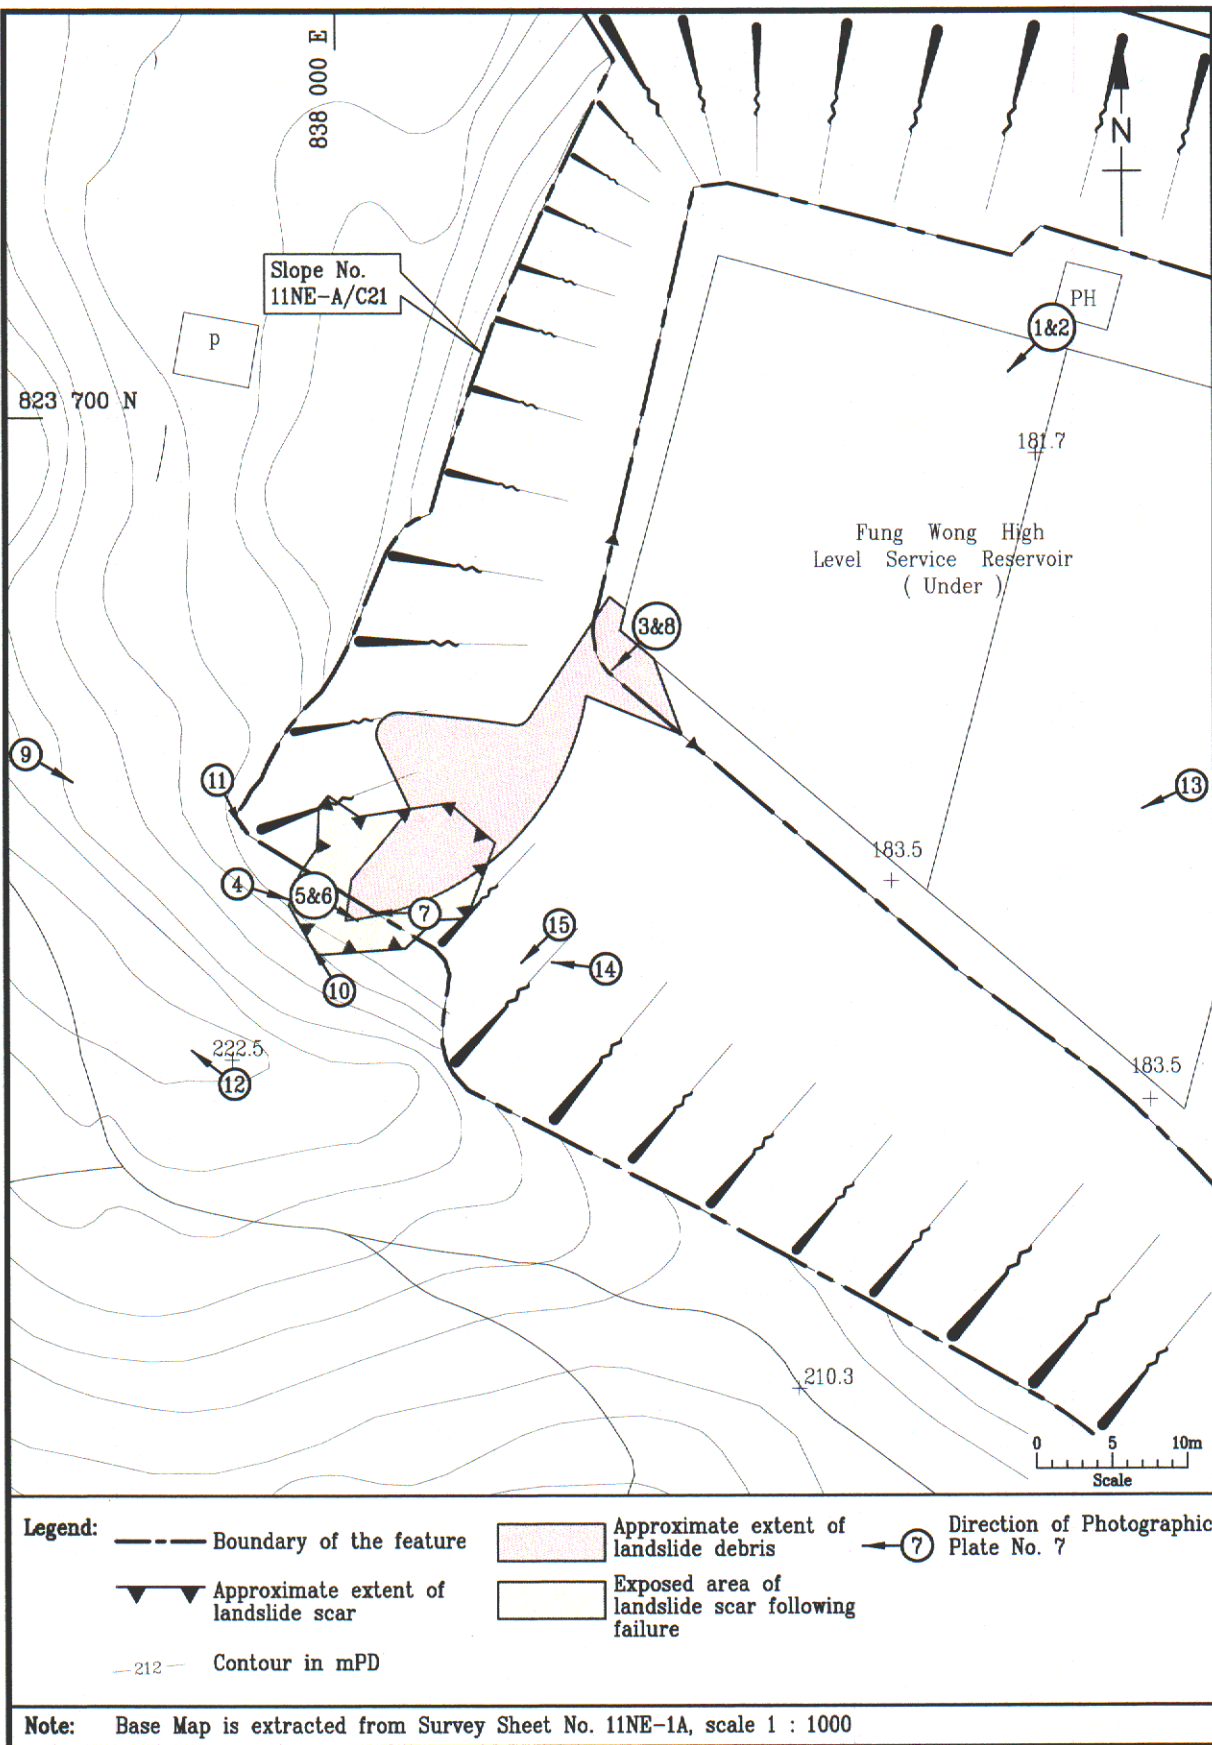 838 000 E
N
Slope No.
11NE-A/C21
PH
1&2
P
823 700 N
181.7
Fung Wong High
Level Service Reservoir
( Under )
3&8
9
11
13
183.5
4
5&6
7
15
14
10
222.5
12
183.5
210.3
0 5 10m
Scale
Legend:
Boundary of the feature
Approximate extent of
landslide debris
7
Direction of Photographic
Plate No. 7
Approximate extent of
landslide scar
Exposed area of
landslide scar following
failure
212
Contour in mPD
Note: Base Map is extracted from Survey Sheet No. 11NE-1A, scale 1 : 1000